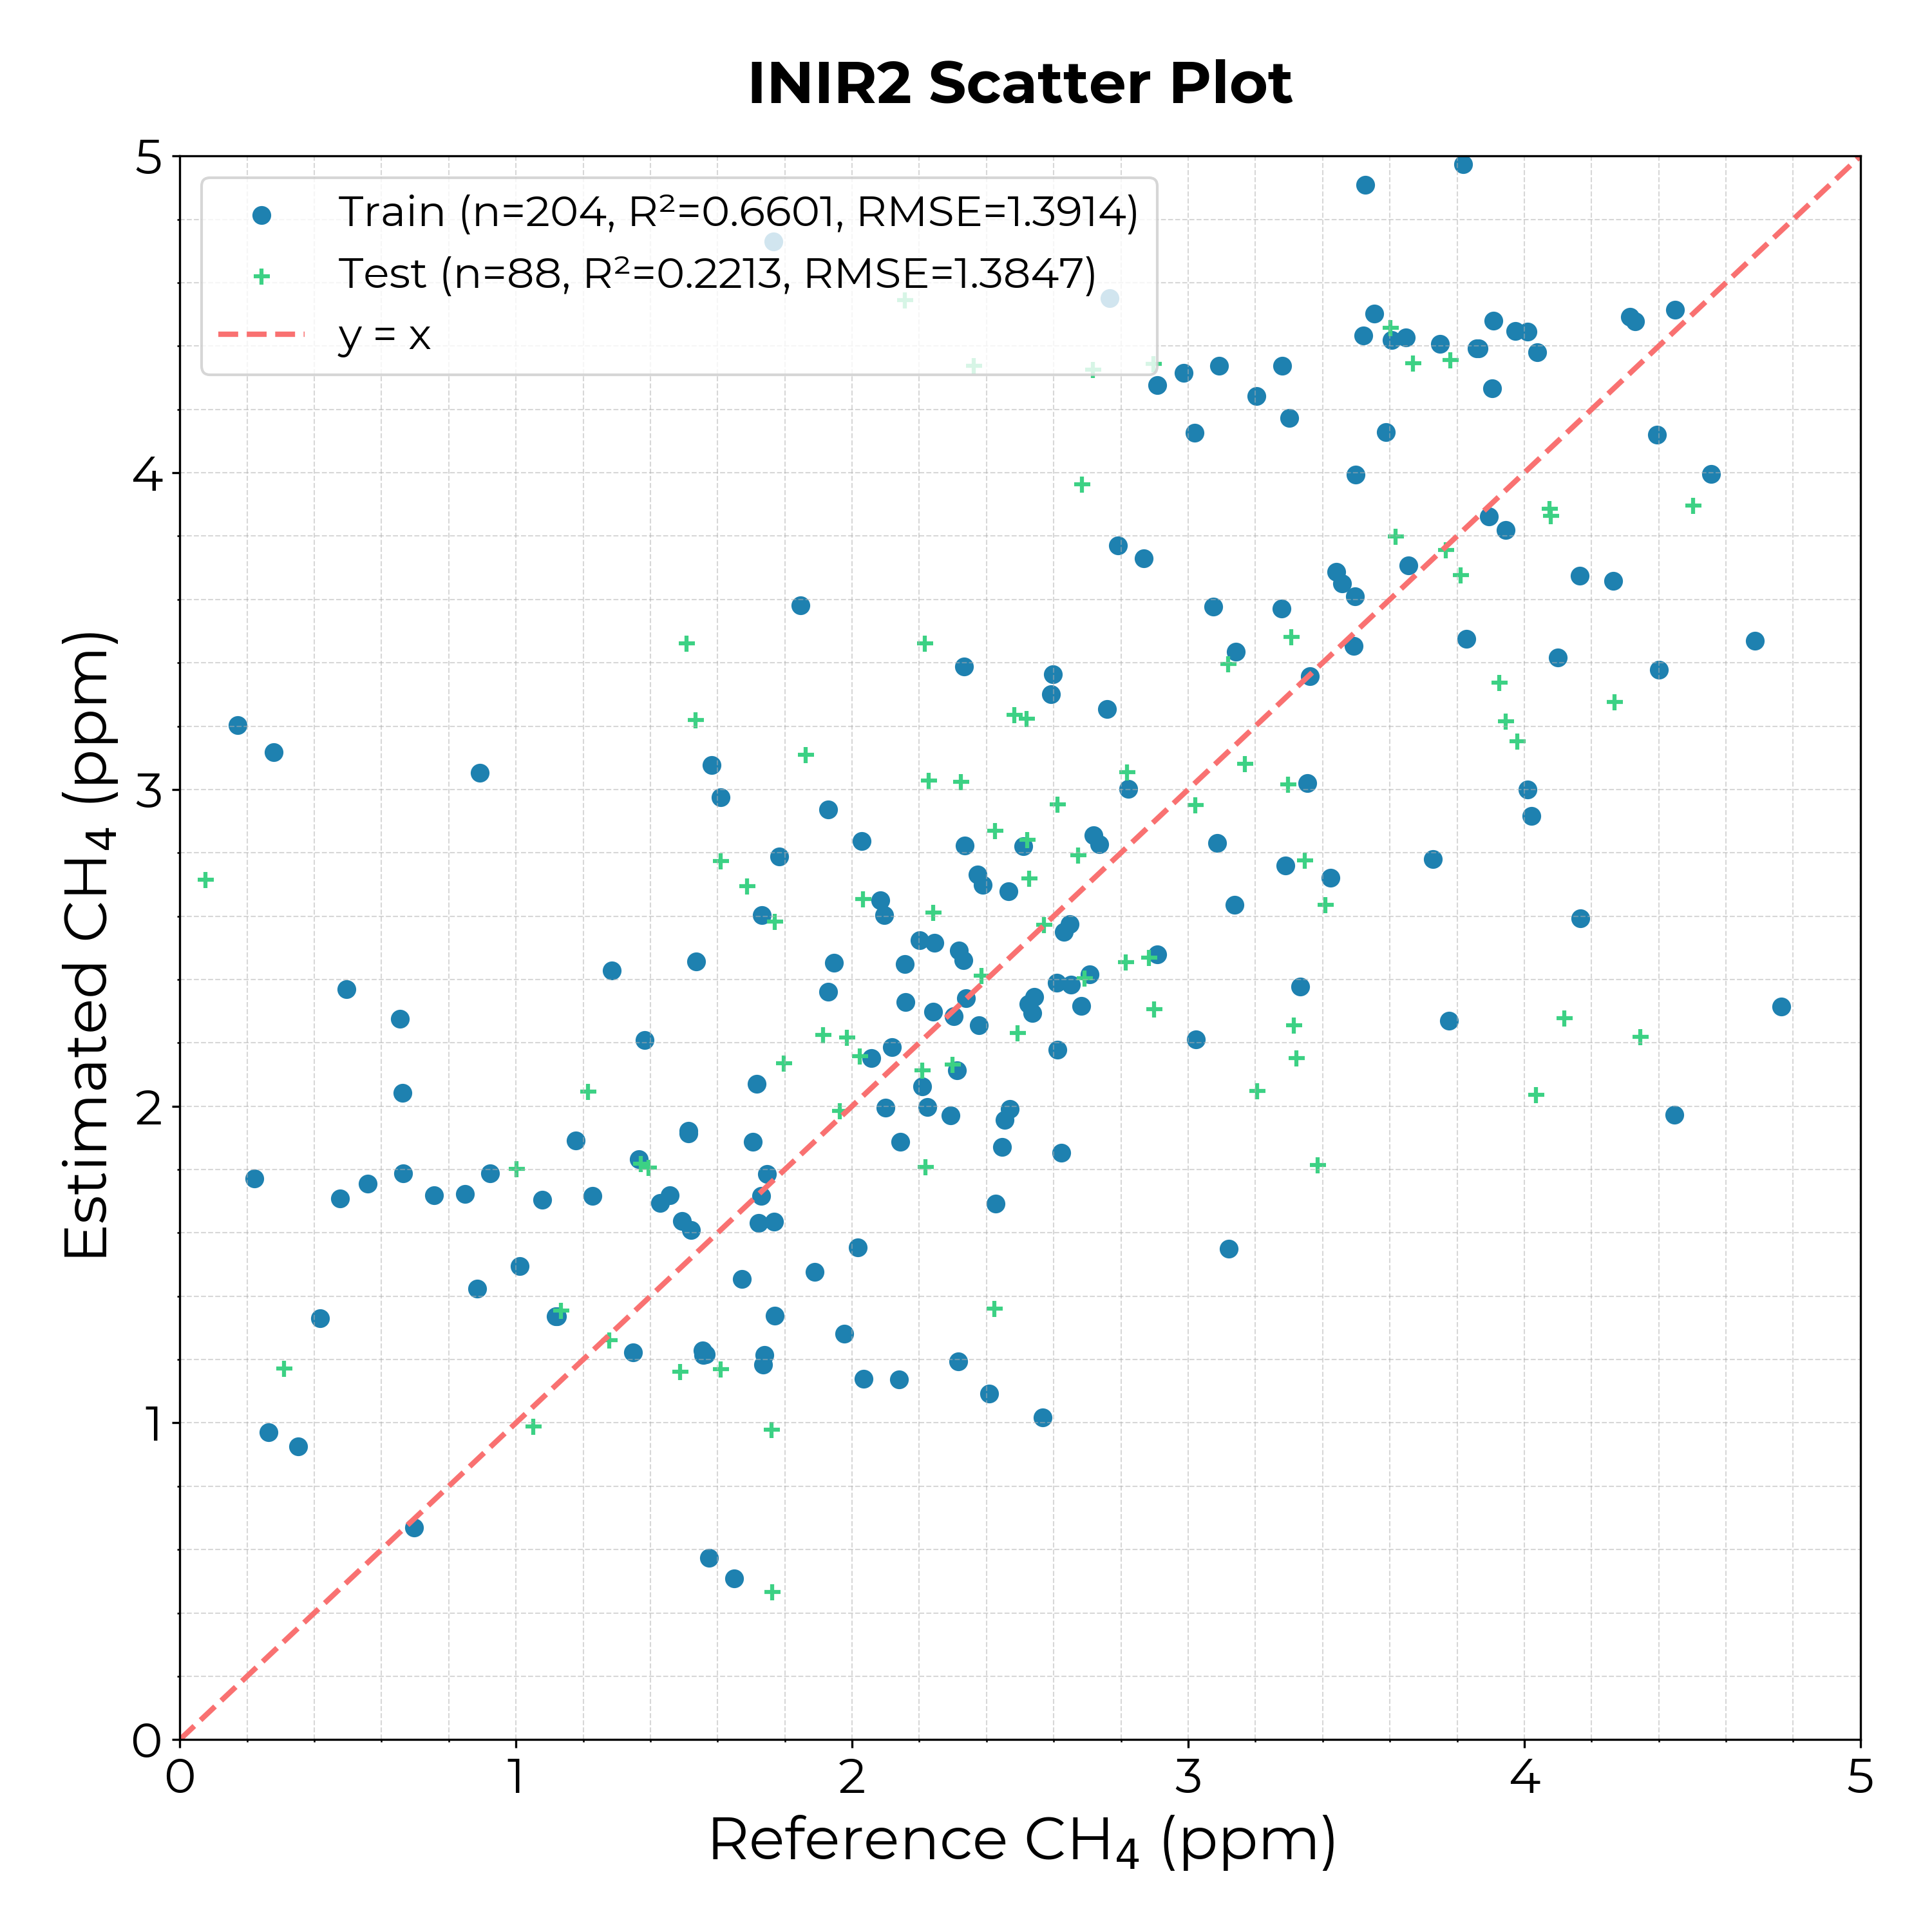 INIR2 Scatter Plot
Train (n=204, R²=0.6601, RMSE=1.3914)
Test (n=88, R²=0.2213, RMSE=1.3847)
y = x
Estimated CH₄ (ppm)
5
4
3
2
1
0
0 1 2 3 4 5
Reference CH₄ (ppm)